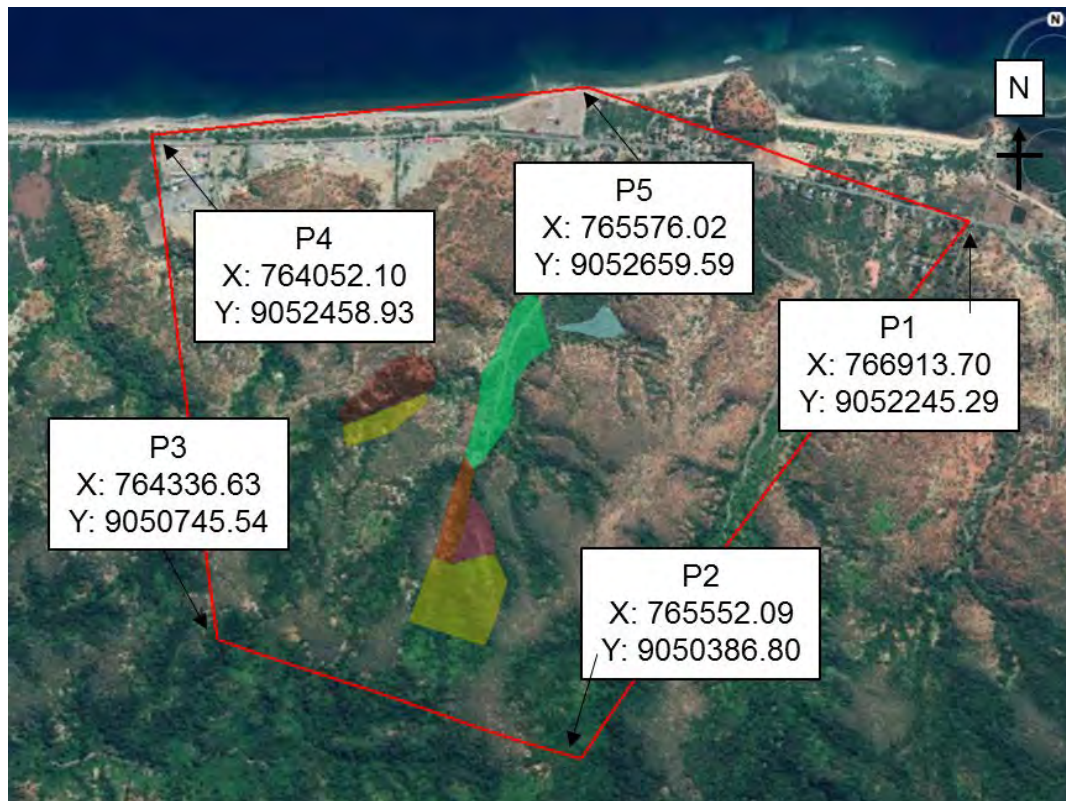 N
N
P5
X: 765576.02
Y: 9052659.59
P4
X: 764052.10
Y: 9052458.93
P1
X: 766913.70
Y: 9052245.29
P3
X: 764336.63
Y: 9050745.54
P2
X: 765552.09
Y: 9050386.80